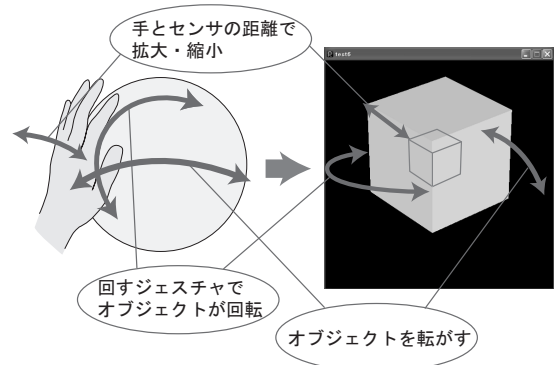 手とセンサの距離で
拡大・縮小
test6
回すジェスチャで
オブジェクトが回転
オブジェクトを転がす